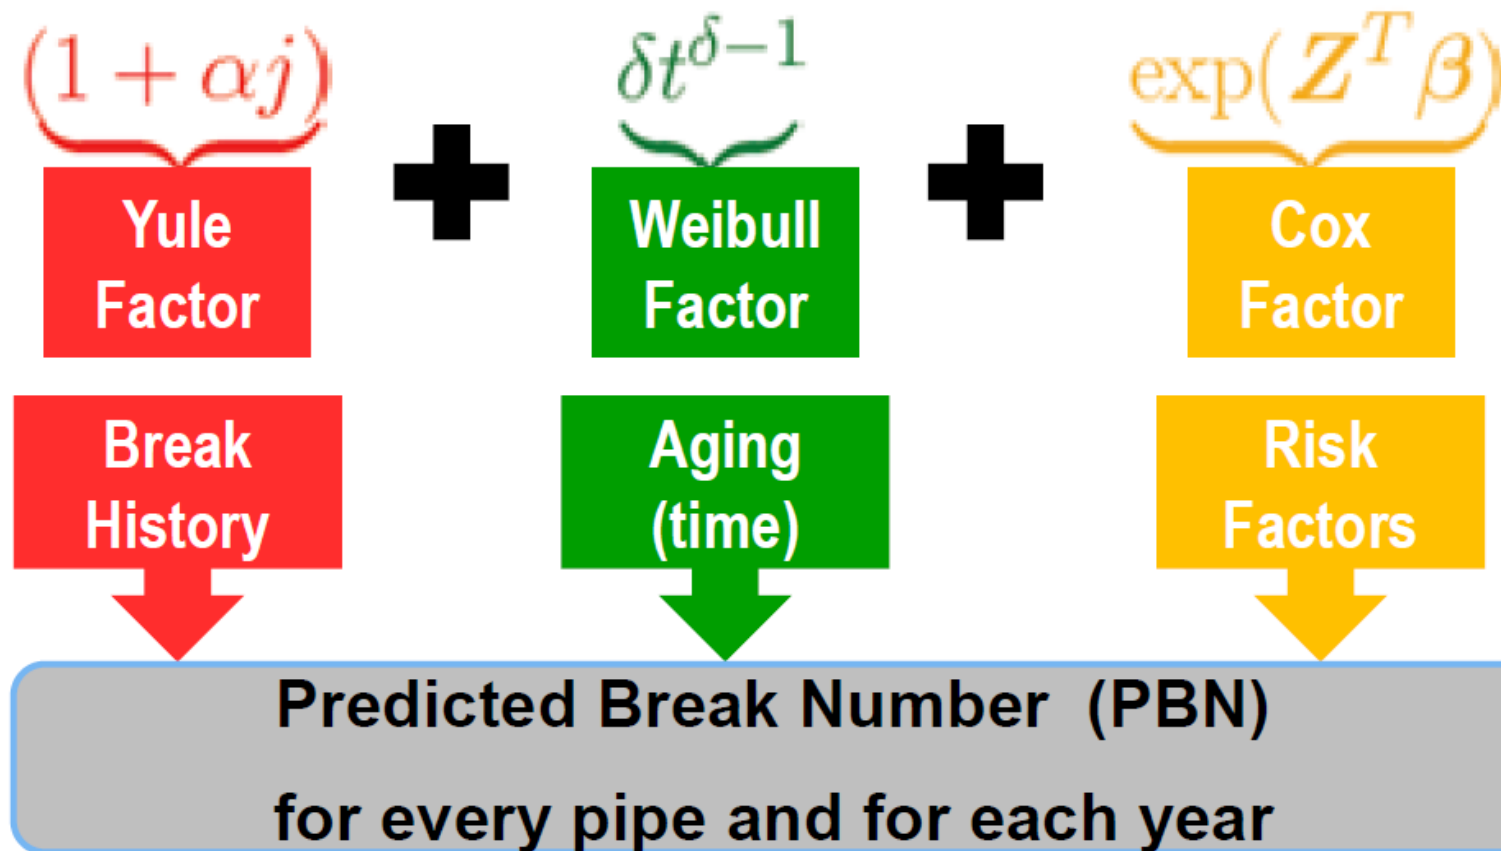 (1 + αj) δt^{δ−1} exp(Z^T β)
Yule
Factor
Weibull
Factor
Cox
Factor
Break
History
Aging
(time)
Risk
Factors
Predicted Break Number (PBN)
for every pipe and for each year